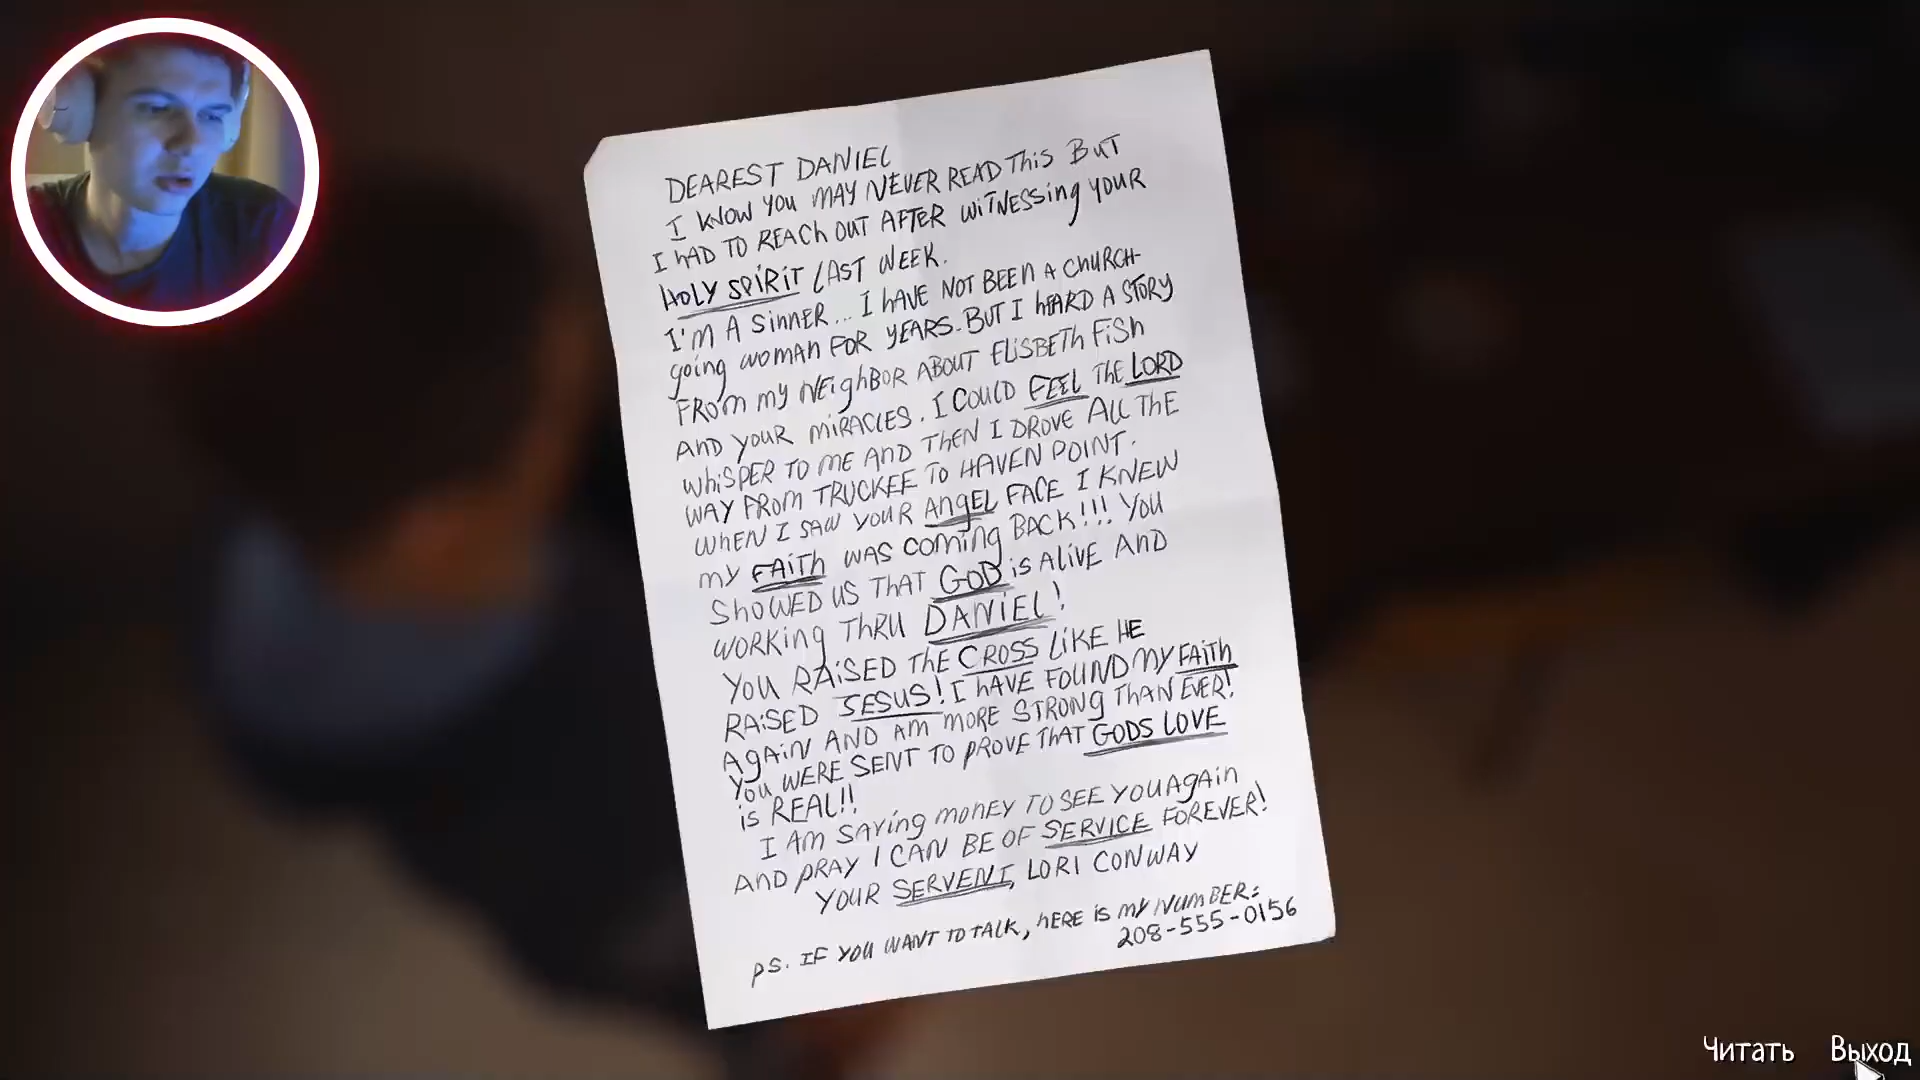 DEAREST DANIEL
I KNOW YOU MAY NEVER READ THIS BUT
I HAD TO REACH OUT AFTER WITNESSING YOUR
HOLY SPIRIT LAST WEEK.
I'M A SINNER... I HAVE NOT BEEN A CHURCH-
GOING WOMAN FOR YEARS. BUT I HEARD A STORY
FROM MY NEIGHBOR ABOUT ELISBETH FISH
AND YOUR MIRACLES. I COULD FEEL THE LORD
WHISPER TO ME AND THEN I DROVE ALL THE
WAY FROM TRUCKEE TO HAVEN POINT.
WHEN I SAW YOUR ANGEL FACE I KNEW
MY FAITH WAS COMING BACK!!! YOU
SHOWED US THAT GOD IS ALIVE AND
WORKING THRU DANIEL!
YOU RAISED THE CROSS LIKE HE
RAISED JESUS! I HAVE FOUND MY FAITH
AGAIN AND AM MORE STRONG THAN EVER!
YOU WERE SENT TO PROVE THAT GODS LOVE
IS REAL!!
I AM SAVING MONEY TO SEE YOU AGAIN
AND PRAY I CAN BE OF SERVICE FOREVER!
YOUR SERVENT, LORI CONWAY
PS. IF YOU WANT TO TALK, HERE IS MY NUMBER:
208-555-0156
Читать Выход